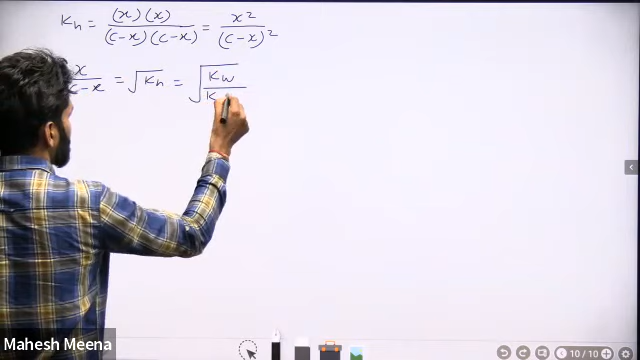 Kh = (x)(x) / (c-x)(c-x) = x² / (c-x)²
x / c-x = √Kh = √(Kw / K
Mahesh Meena
10/10